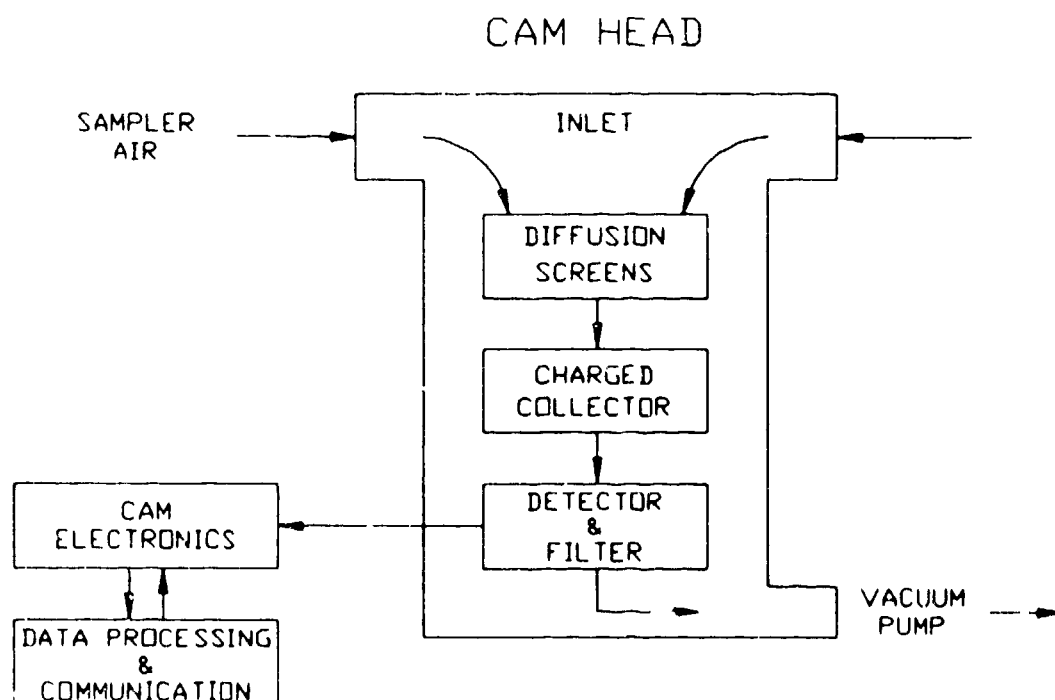 CAM HEAD
SAMPLER
AIR
INLET
DIFFUSION
SCREENS
CHARGED
COLLECTOR
DETECTOR
&
FILTER
CAM
ELECTRONICS
DATA PROCESSING
&
COMMUNICATION
VACUUM
PUMP